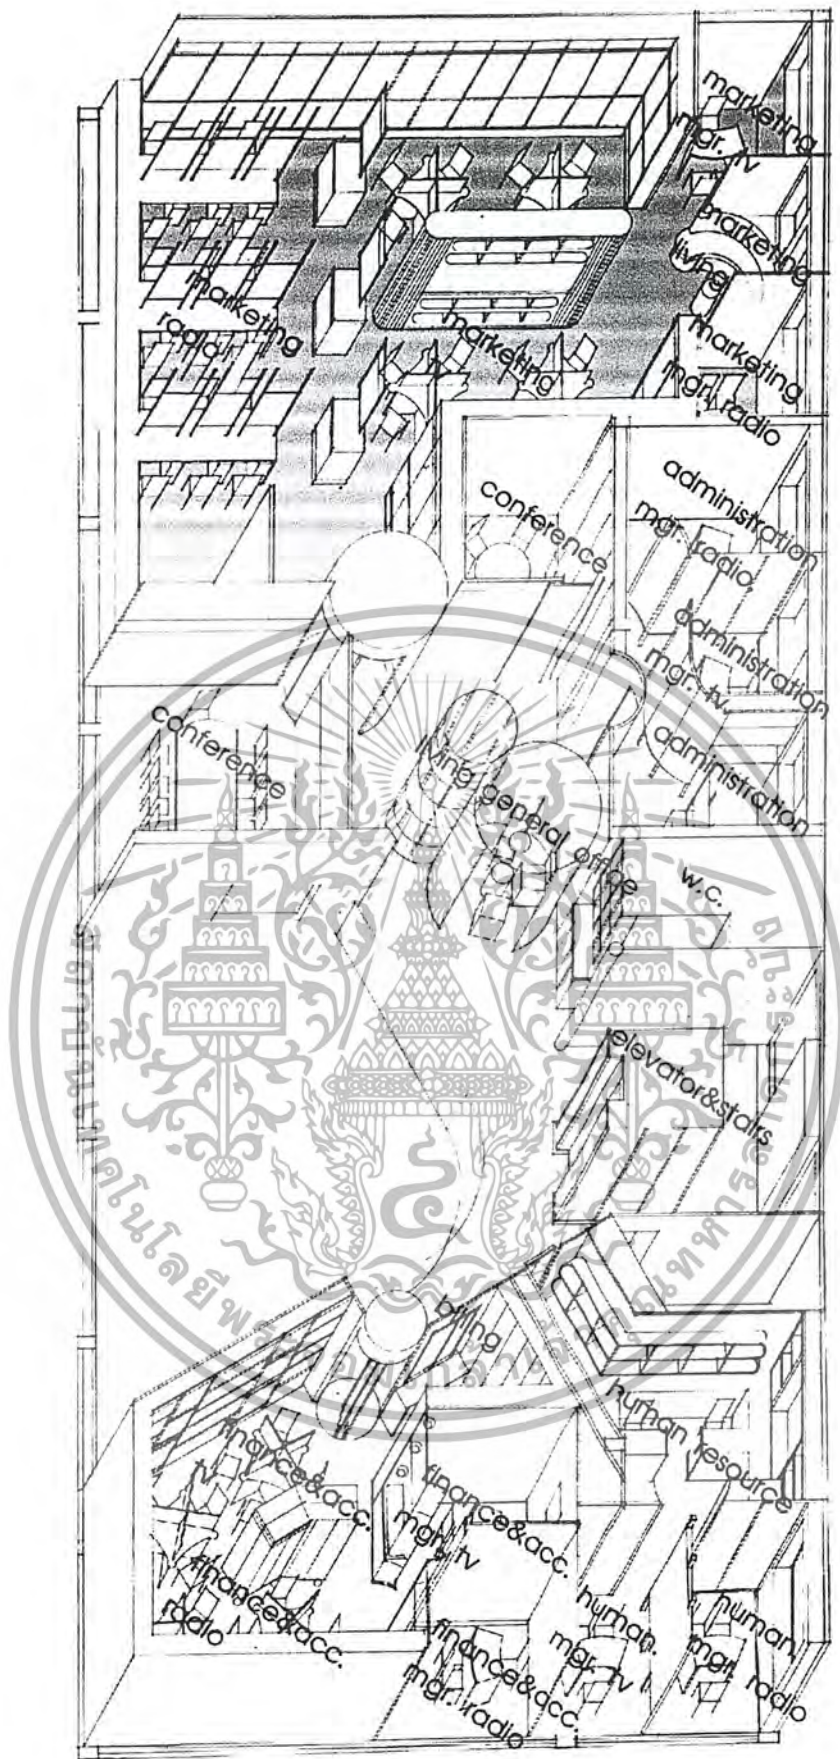 marketing
mgr. tv
marketing
living
marketing
radio
marketing
tv
marketing
mgr. radio
conference
administration
mgr. radio
administration
mgr. tv.
administration
conference
living general office
w.c.
elevator&stairs
billing
human resource
finance&acc.
tv
finance&acc.
mgr. tv
finance&acc.
radio
human.
mgr. tv
human.
mgr. radio
finance&acc.
mgr. radio